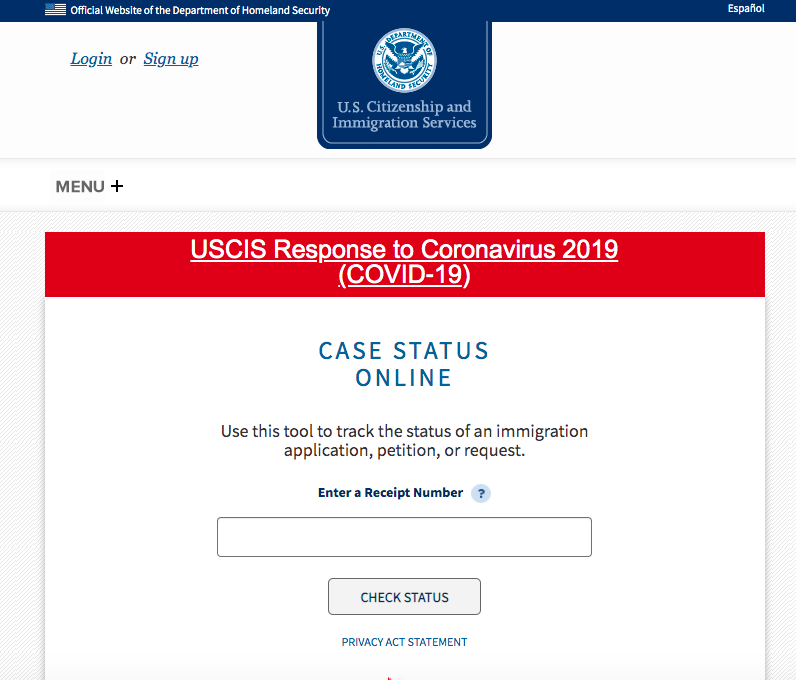 Official Website of the Department of Homeland Security
Español
Login or Sign up
U.S. DEPARTMENT OF
HOMELAND SECURITY
U.S. Citizenship and
Immigration Services
MENU +
USCIS Response to Coronavirus 2019
(COVID-19)
CASE STATUS
ONLINE
Use this tool to track the status of an immigration
application, petition, or request.
Enter a Receipt Number ?
CHECK STATUS
PRIVACY ACT STATEMENT